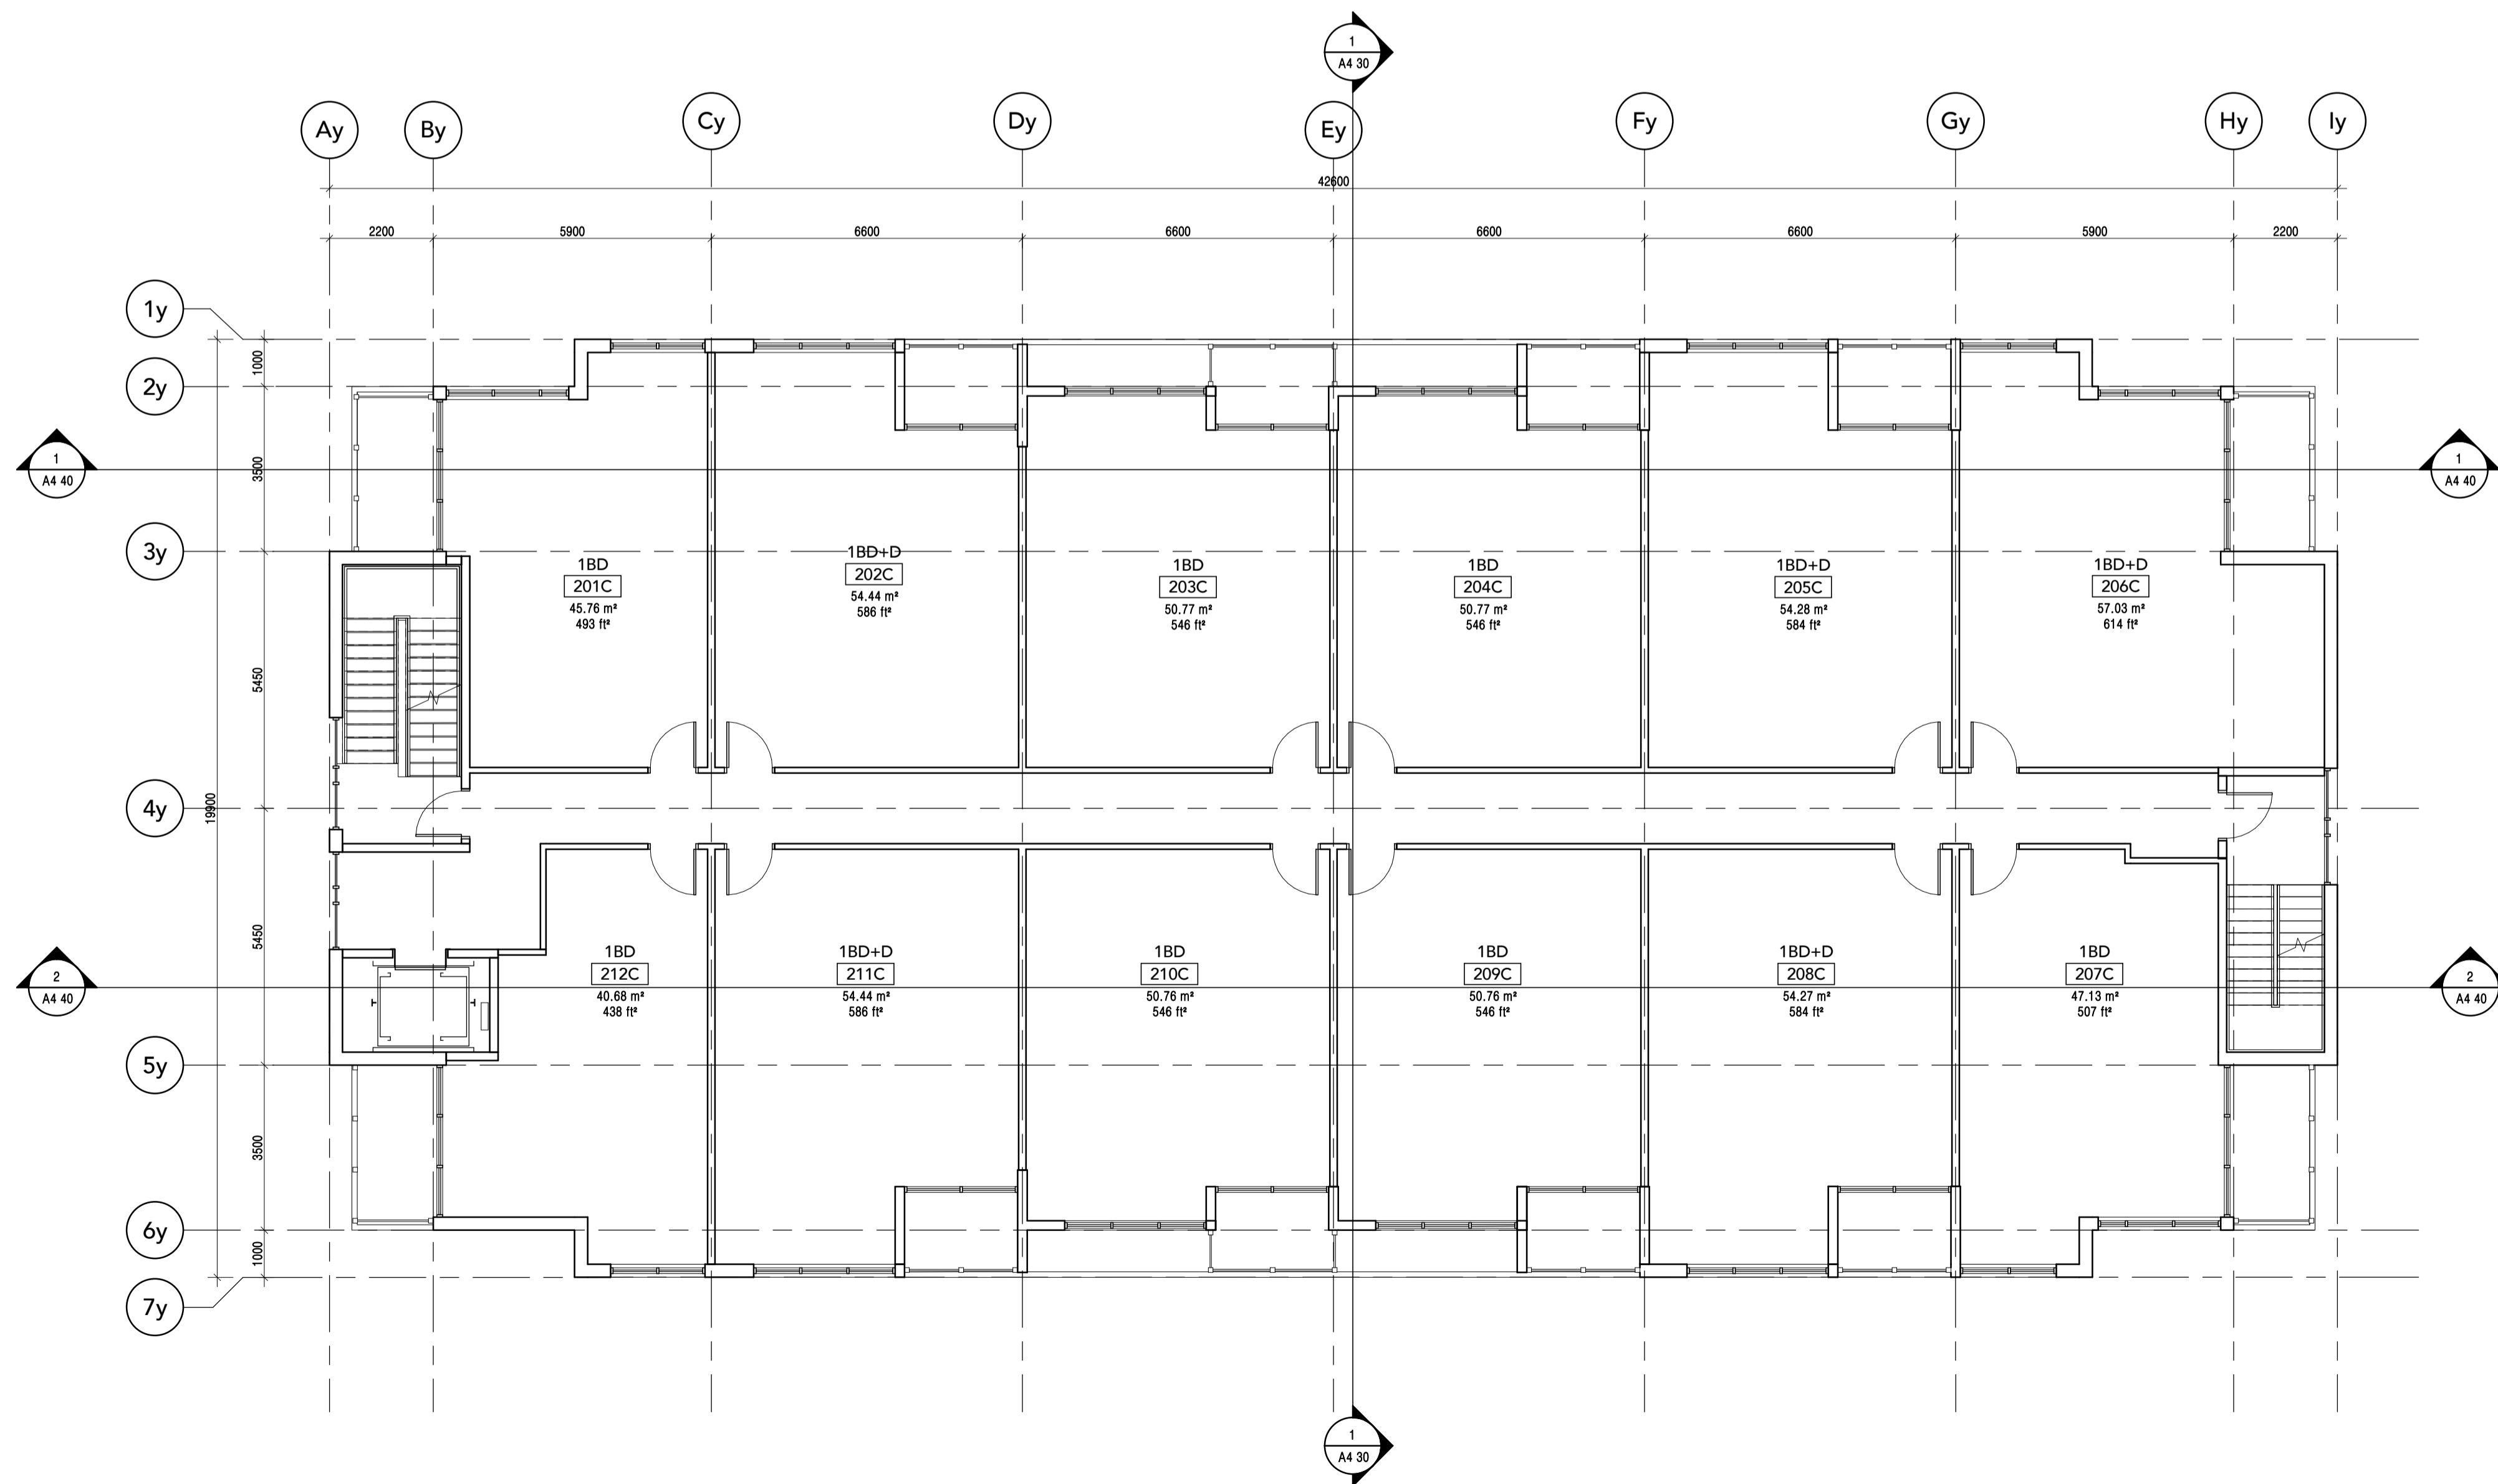 1
A4 30
Ay
By
Cy
Dy
Ey
Fy
Gy
Hy
Iy
42600
2200
5900
6600
6600
6600
6600
5900
2200
1y
2y
3y
4y
5y
6y
7y
1000
3500
5450
19900
5450
3500
1000
1
A4 40
1
A4 40
1BD
201C
45.76 m²
493 ft²
1BD+D
202C
54.44 m²
586 ft²
1BD
203C
50.77 m²
546 ft²
1BD
204C
50.77 m²
546 ft²
1BD+D
205C
54.28 m²
584 ft²
1BD+D
206C
57.03 m²
614 ft²
2
A4 40
2
A4 40
1BD
212C
40.68 m²
438 ft²
1BD+D
211C
54.44 m²
586 ft²
1BD
210C
50.76 m²
546 ft²
1BD
209C
50.76 m²
546 ft²
1BD+D
208C
54.27 m²
584 ft²
1BD
207C
47.13 m²
507 ft²
1
A4 30